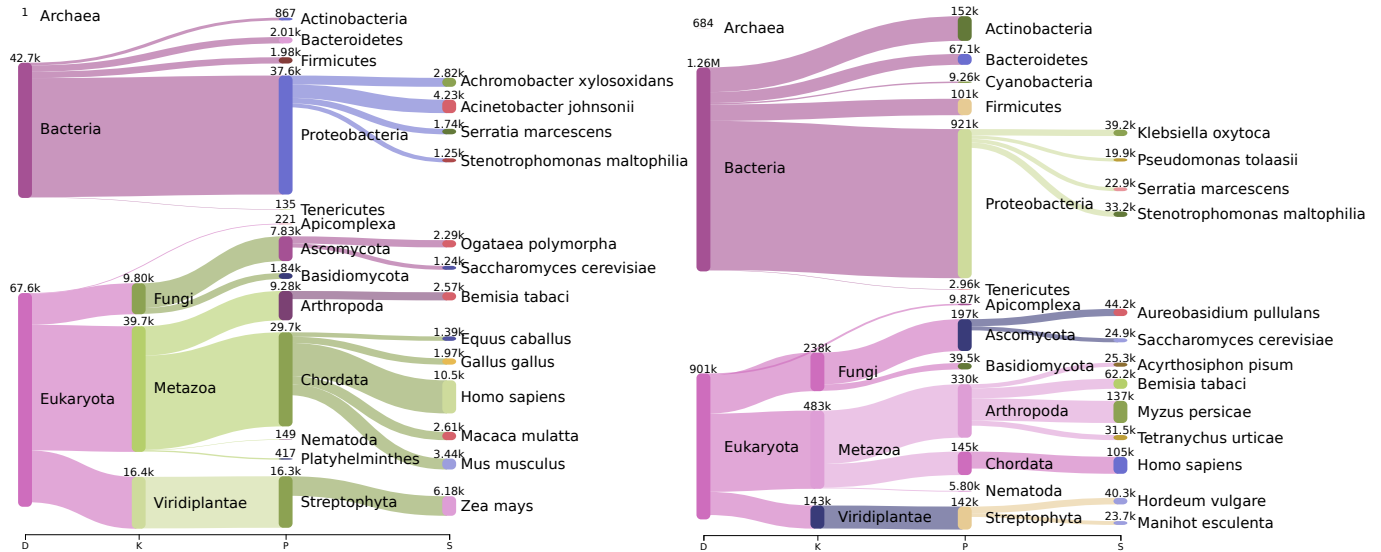 1 Archaea
867 Actinobacteria
2.01k Bacteroidetes
1.98k Firmicutes
42.7k Bacteria
37.6k Proteobacteria
2.82k Achromobacter xylosoxidans
4.23k Acinetobacter johnsonii
1.74k Serratia marcescens
1.25k Stenotrophomonas maltophilia
135 Tenericutes
221 Apicomplexa
7.83k Ascomycota
2.29k Ogataea polymorpha
1.24k Saccharomyces cerevisiae
9.80k Fungi
1.84k Basidiomycota
67.6k Eukaryota
39.7k Metazoa
9.28k Arthropoda
2.57k Bemisia tabaci
29.7k Chordata
1.39k Equus caballus
1.97k Gallus gallus
10.5k Homo sapiens
2.61k Macaca mulatta
3.44k Mus musculus
149 Nematoda
417 Platyhelminthes
16.4k Viridiplantae
16.3k Streptophyta
6.18k Zea mays
D K P S
684 Archaea
152k Actinobacteria
67.1k Bacteroidetes
9.26k Cyanobacteria
101k Firmicutes
1.26M Bacteria
921k Proteobacteria
39.2k Klebsiella oxytoca
19.9k Pseudomonas tolaasii
22.9k Serratia marcescens
33.2k Stenotrophomonas maltophilia
2.96k Tenericutes
9.87k Apicomplexa
197k Ascomycota
44.2k Aureobasidium pullulans
24.9k Saccharomyces cerevisiae
238k Fungi
39.5k Basidiomycota
901k Eukaryota
483k Metazoa
330k Arthropoda
25.3k Acyrthosiphon pisum
62.2k Bemisia tabaci
137k Myzus persicae
31.5k Tetranychus urticae
145k Chordata
105k Homo sapiens
5.80k Nematoda
143k Viridiplantae
142k Streptophyta
40.3k Hordeum vulgare
23.7k Manihot esculenta
D K P S